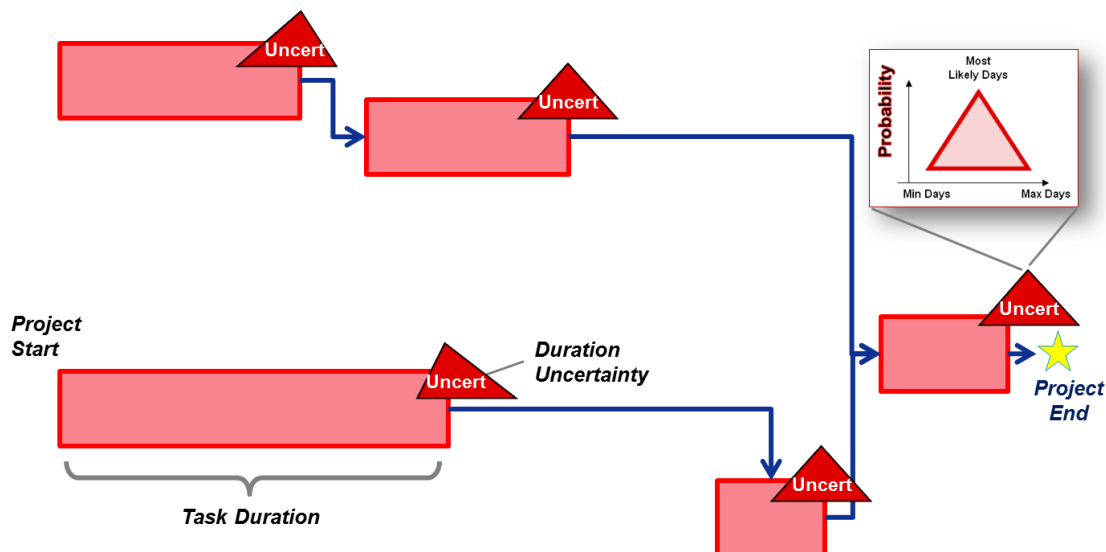 Uncert
Uncert
Most
Likely Days
Probability
Min Days
Max Days
Uncert
Project
Start
Duration
Uncertainty
Uncert
Project
End
Uncert
Task Duration